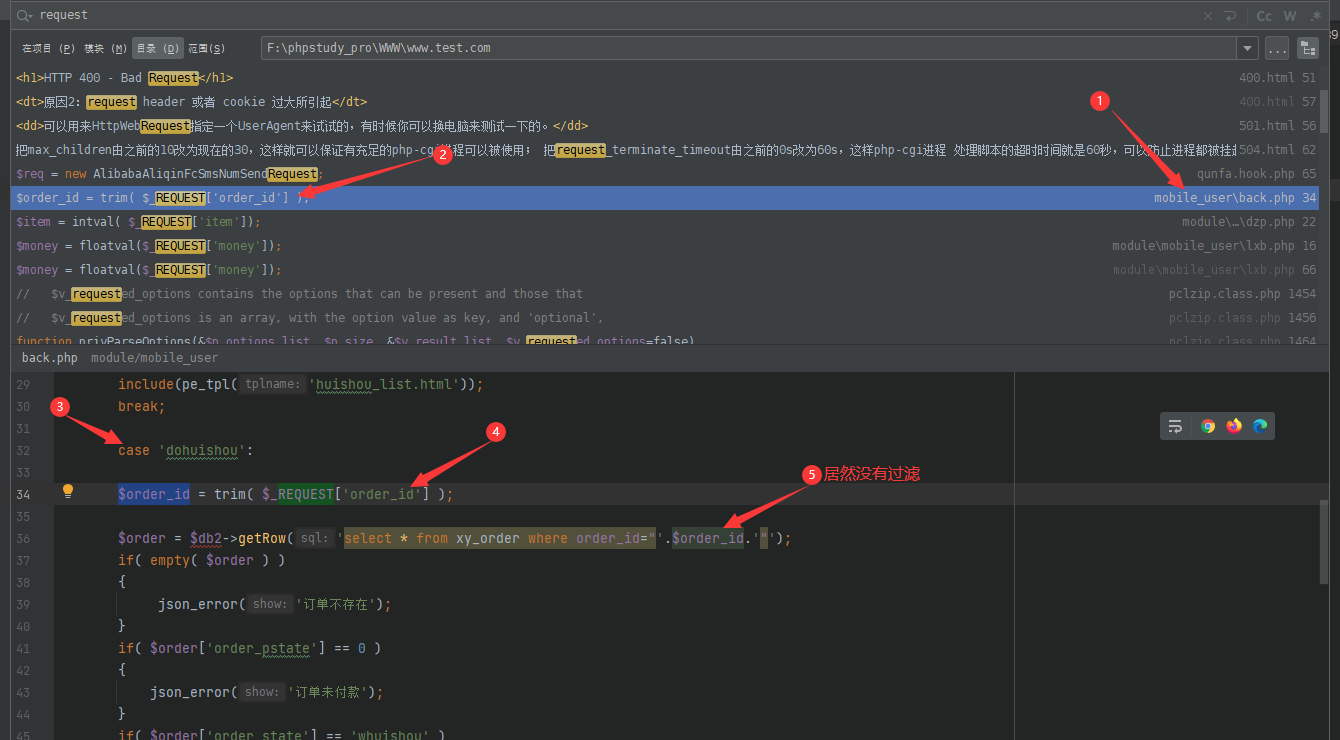 request
Cc W .*
在项目 (P) 模块 (M) 目录 (D) 范围(S) F:\phpstudy_pro\WWW\www.test.com ...
<h1>HTTP 400 - Bad Request</h1> 400.html 51
<dt>原因2：request header 或者 cookie 过大所引起</dt> 400.html 57
<dd>可以用来HttpWebRequest指定一个UserAgent来试试的，有时候你可以换电脑来测试一下的。</dd> 501.html 56
把max_children由之前的10改为现在的30，这样就可以保证有充足的php-cgi进程可以被使用； 把request_terminate_timeout由之前的0s改为60s，这样php-cgi进程 处理脚本的超时时间就是60秒，可以防止进程都被挂起 504.html 62
$req = new AlibabaAliqinFcSmsNumSendRequest; qunfa.hook.php 65
$order_id = trim( $_REQUEST['order_id'] ); mobile_user\back.php 34
$item = intval( $_REQUEST['item']); module\…\dzp.php 22
$money = floatval($_REQUEST['money']); module\mobile_user\lxb.php 16
$money = floatval($_REQUEST['money']); module\mobile_user\lxb.php 66
// $v_requested_options contains the options that can be present and those that pclzip.class.php 1454
// $v_requested_options is an array, with the option value as key, and 'optional', pclzip.class.php 1456
function privParseOptions(&$p_options_list, $p_size, &$v_result_list, $v_requested_options=false) pclzip.class.php 1464
back.php module/mobile_user
29 include(pe_tpl( tplname: 'huishou_list.html'));
30 break;
31
32 case 'dohuishou':
33
34 $order_id = trim( $_REQUEST['order_id'] );
35
36 $order = $db2->getRow( sql: 'select * from xy_order where order_id="'.$order_id.'"');
37 if( empty( $order ) )
38 {
39 json_error( show: '订单不存在');
40 }
41 if( $order['order_pstate'] == 0 )
42 {
43 json_error( show: '订单未付款');
44 }
45 if( $order['order_state'] == 'whuishou' )
1
2
3
4
5 居然没有过滤